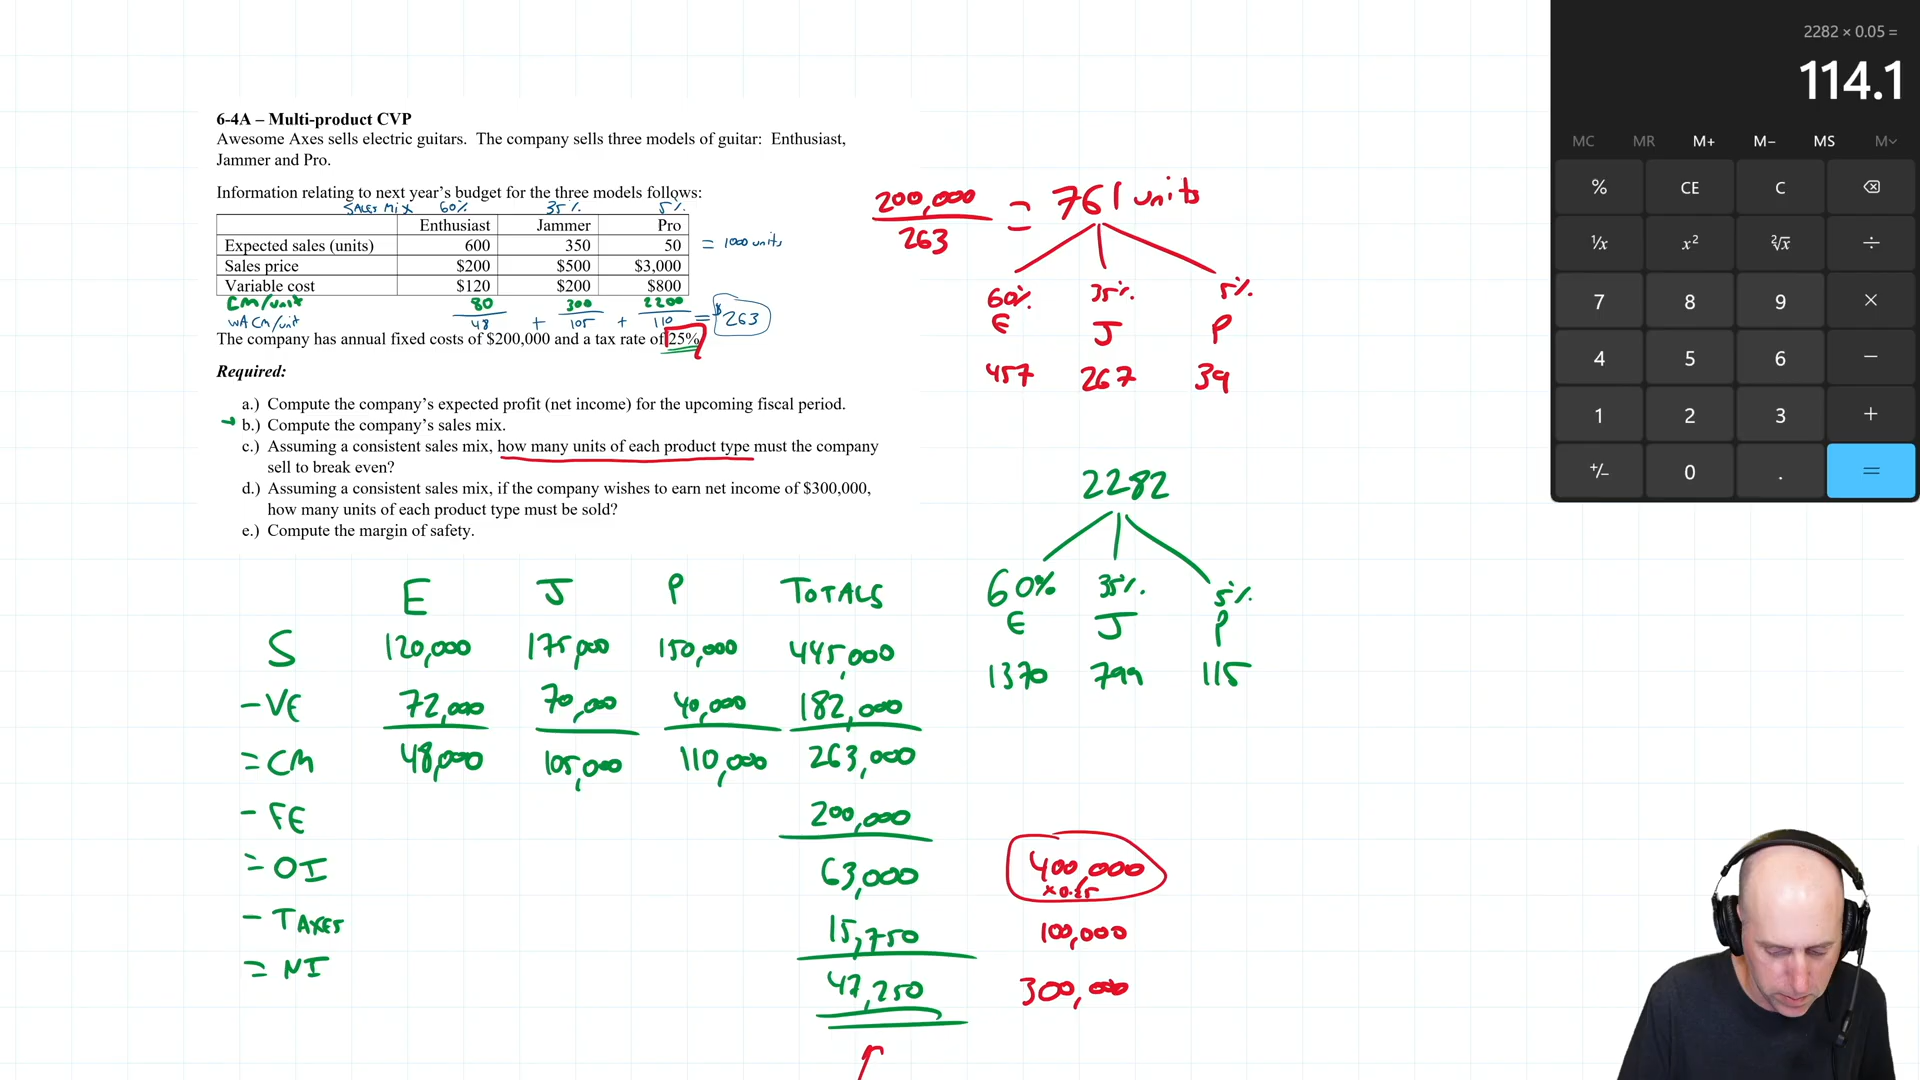 6-4A – Multi-product CVP
Awesome Axes sells electric guitars. The company sells three models of guitar: Enthusiast,
Jammer and Pro.
Information relating to next year's budget for the three models follows:
SALES MIX 60% 35% 5%
Enthusiast Jammer Pro
Expected sales (units) 600 350 50 = 1000 units
Sales price $200 $500 $3,000
Variable cost $120 $200 $800
CM/unit 80 300 2200
WACM/unit 48 + 105 + 110 = $263
The company has annual fixed costs of $200,000 and a tax rate of 25%
Required:
a.) Compute the company's expected profit (net income) for the upcoming fiscal period.
b.) Compute the company's sales mix.
c.) Assuming a consistent sales mix, how many units of each product type must the company
sell to break even?
d.) Assuming a consistent sales mix, if the company wishes to earn net income of $300,000,
how many units of each product type must be sold?
e.) Compute the margin of safety.
200,000
263
= 761 units
60% 35% 5%
E J P
457 267 39
2282
60% 35% 5%
E J P
1370 799 115
E J P TOTALS
S 120,000 175,000 150,000 445,000
- VE 72,000 70,000 40,000 182,000
= CM 48,000 105,000 110,000 263,000
- FE 200,000
= OI 63,000 400,000
x 0.25
- TAXES 15,750 100,000
= NI 47,250 300,000
2282 × 0.05 =
114.1
MC MR M+ M− MS M˅
% CE C ⌫
¹/x x² ²√x ÷
7 8 9 ×
4 5 6 −
1 2 3 +
+/− 0 . =